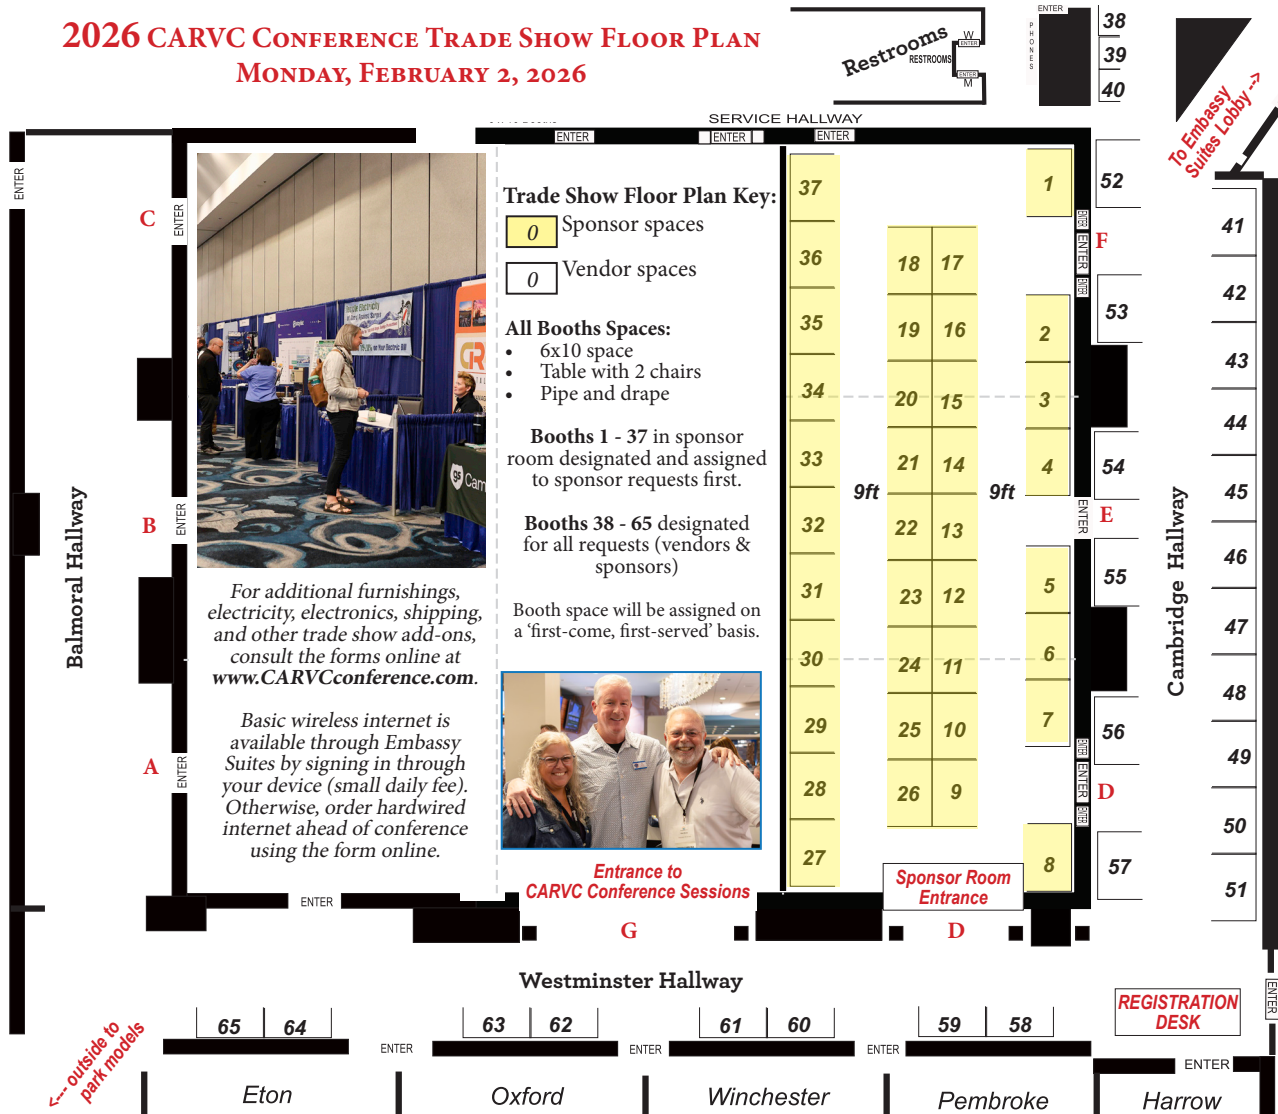 2026 CARVC Conference Trade Show Floor Plan
Monday, February 2, 2026
Restrooms
RESTROOMS
W
ENTER
ENTER
M
ENTER
PHONES
38
39
40
To Embassy
Suites Lobby -->
SERVICE HALLWAY
ENTER
ENTER
ENTER
ENTER
C
ENTER
B
ENTER
A
ENTER
ENTER
Balmoral Hallway
Trade Show Floor Plan Key:
0 Sponsor spaces
0 Vendor spaces
All Booths Spaces:
• 6x10 space
• Table with 2 chairs
• Pipe and drape
Booths 1 - 37 in sponsor
room designated and assigned
to sponsor requests first.
Booths 38 - 65 designated
for all requests (vendors &
sponsors)
Booth space will be assigned on
a ‘first-come, first-served’ basis.
For additional furnishings,
electricity, electronics, shipping,
and other trade show add-ons,
consult the forms online at
www.CARVCconference.com.
Basic wireless internet is
available through Embassy
Suites by signing in through
your device (small daily fee).
Otherwise, order hardwired
internet ahead of conference
using the form online.
37
36
35
34
33
32
31
30
29
28
27
9ft
18 17
19 16
20 15
21 14
22 13
23 12
24 11
25 10
26 9
9ft
1
2
3
4
5
6
7
8
ENTER
ENTER
ENTER
F
ENTER
E
ENTER
ENTER
ENTER
D
52
53
54
55
56
57
Cambridge Hallway
41
42
43
44
45
46
47
48
49
50
51
Entrance to
CARVC Conference Sessions
G
Sponsor Room
Entrance
D
Westminster Hallway
REGISTRATION
DESK
ENTER
<--- outside to
park models
65 64
63 62
61 60
59 58
ENTER
ENTER
ENTER
ENTER
Eton
Oxford
Winchester
Pembroke
Harrow